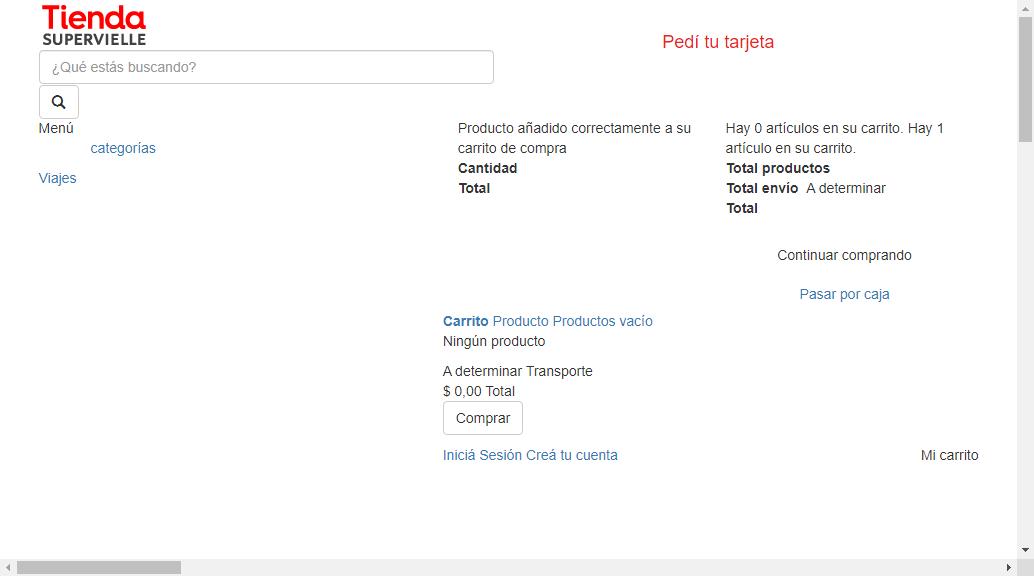 Tienda
SUPERVIELLE
Pedí tu tarjeta
¿Qué estás buscando?
Menú
categorías
Viajes
Producto añadido correctamente a su
carrito de compra
Cantidad
Total
Hay 0 artículos en su carrito. Hay 1
artículo en su carrito.
Total productos
Total envío A determinar
Total
Continuar comprando
Pasar por caja
Carrito Producto Productos vacío
Ningún producto
A determinar Transporte
$ 0,00 Total
Comprar
Iniciá Sesión Creá tu cuenta
Mi carrito